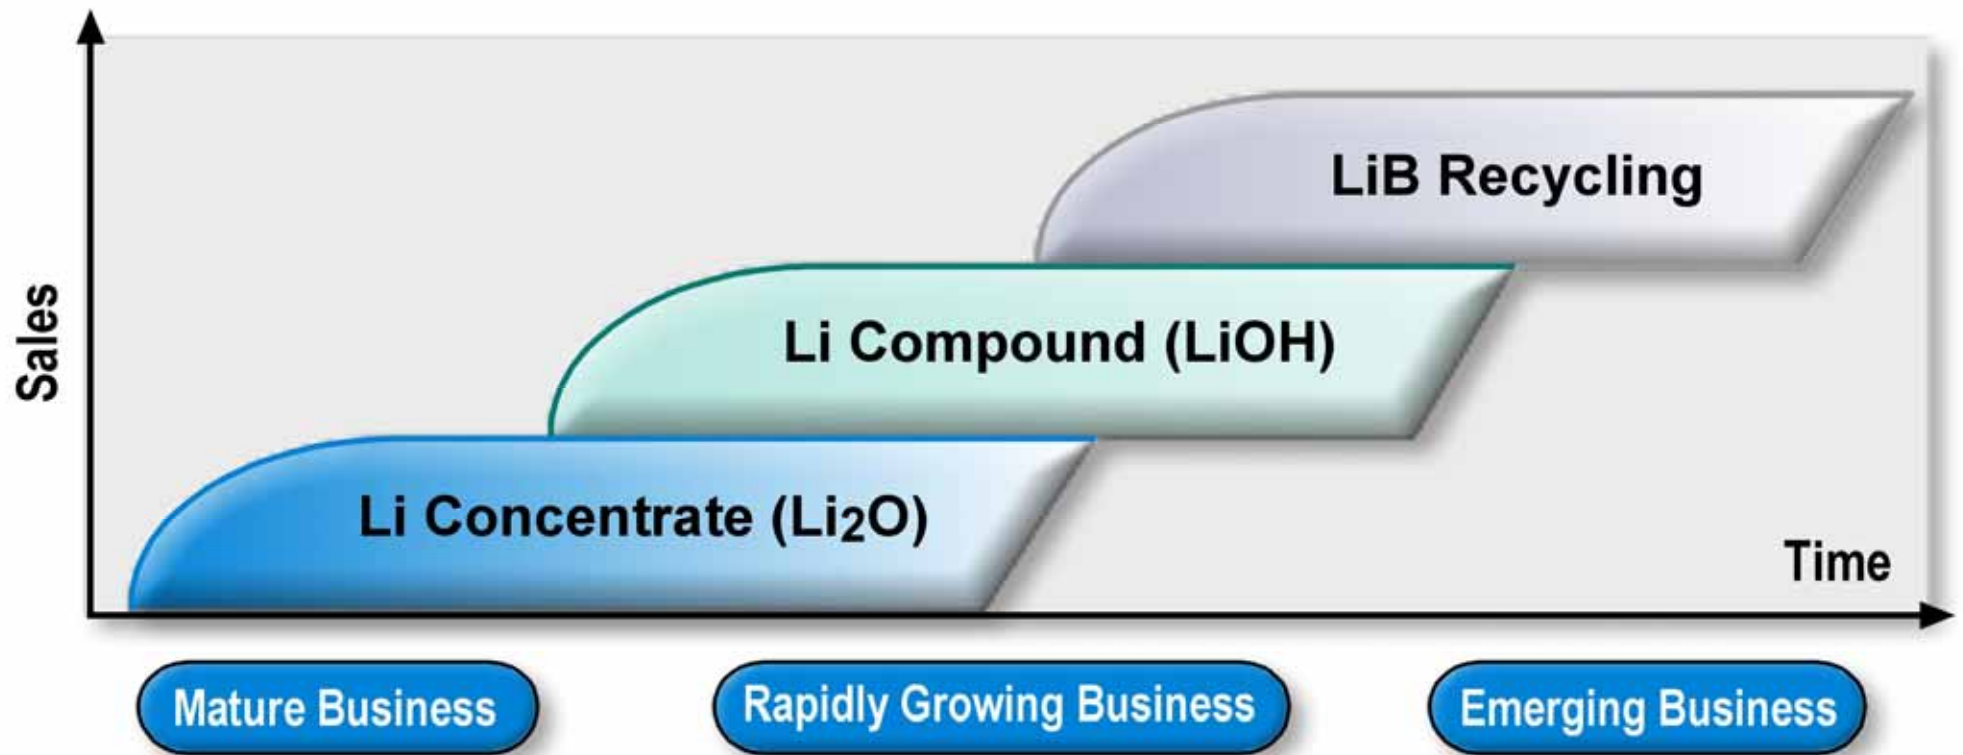 LiB Recycling
Sales
Li Compound (LiOH)
Li Concentrate (Li₂O)
Time
Mature Business
Rapidly Growing Business
Emerging Business